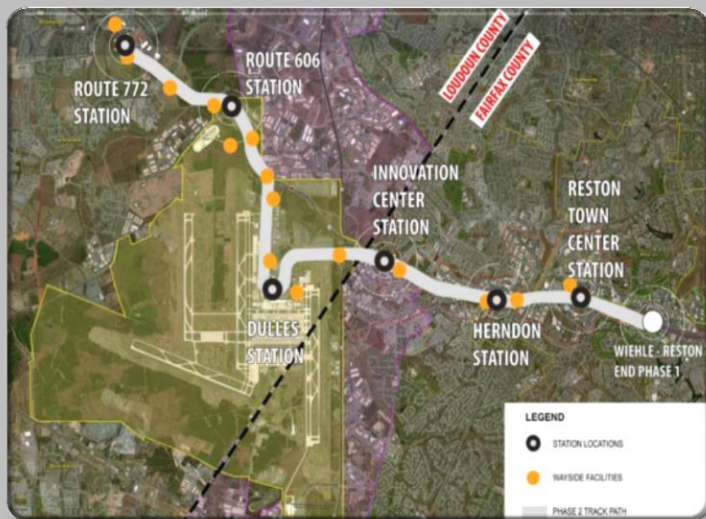 LOUDOUN COUNTY
FAIRFAX COUNTY
ROUTE 606
STATION
ROUTE 772
STATION
INNOVATION
CENTER
STATION
RESTON
TOWN
CENTER
STATION
DULLES
STATION
HERNDON
STATION
WIEHLE - RESTON
END PHASE 1
LEGEND
STATION LOCATIONS
WAYSIDE FACILITIES
PHASE 2 TRACK PATH